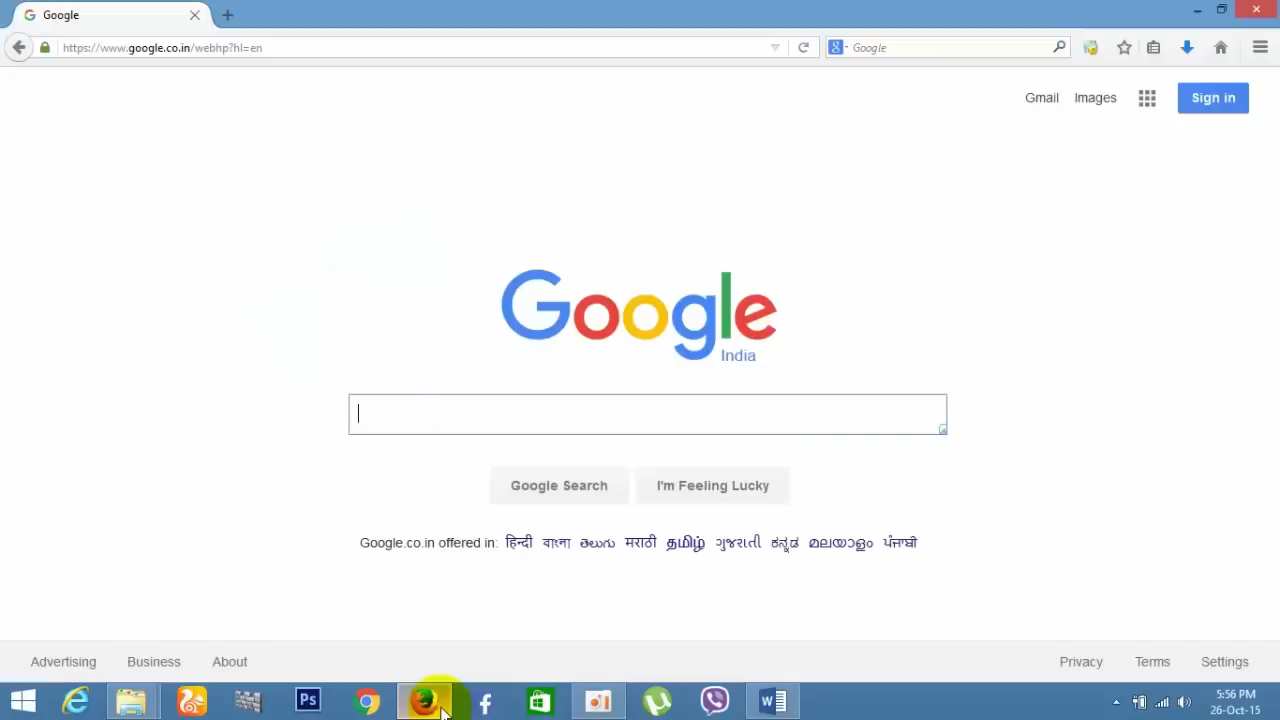 Google
https://www.google.co.in/webhp?hl=en
Google
Gmail Images Sign in
Google
India
Google Search I'm Feeling Lucky
Google.co.in offered in: हिन्दी বাংলা తెలుగు मराठी தமிழ் ગુજરાતી ಕನ್ನಡ മലയാളം ਪੰਜਾਬੀ
Advertising Business About Privacy Terms Settings
Ps
5:56 PM
26-Oct-15